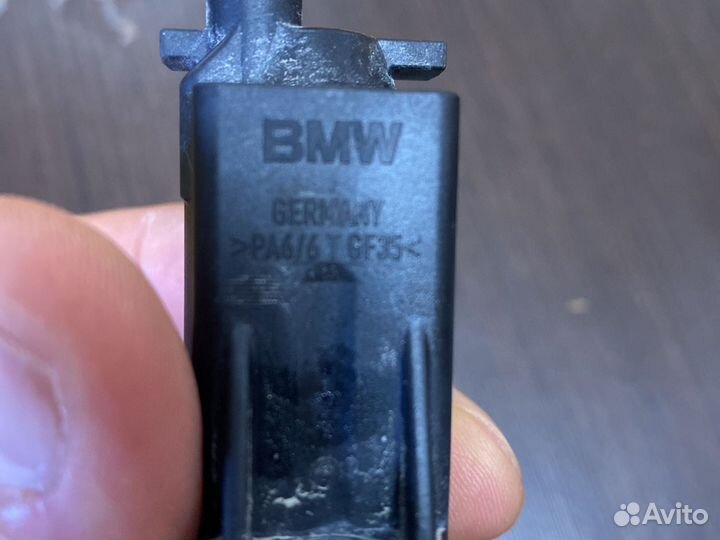 BMW
GERMANY
>PA6/6 T GF35<
Avito